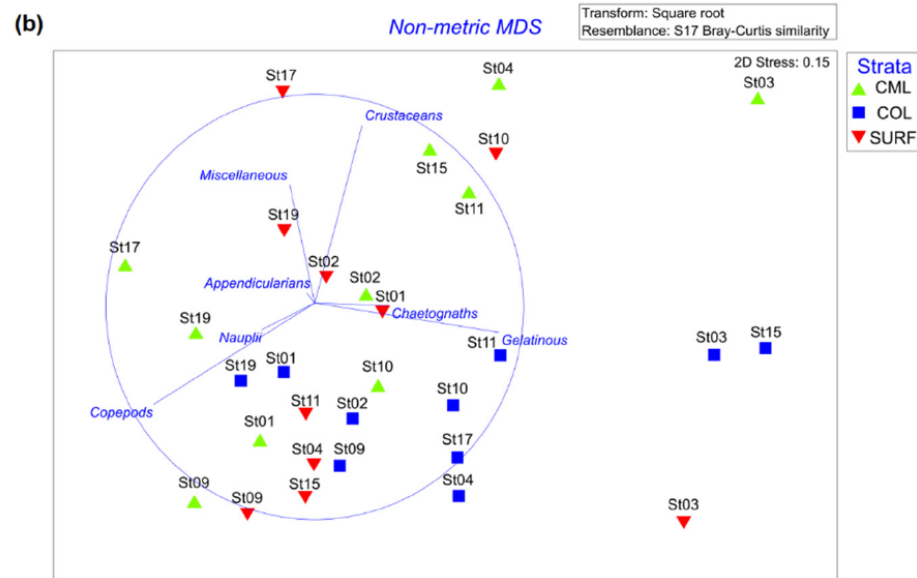 (b)
Non-metric MDS
Transform: Square root
Resemblance: S17 Bray-Curtis similarity
2D Stress: 0.15
Strata
CML
COL
SURF
St17
St04
St03
Crustaceans
St10
St15
Miscellaneous
St11
St19
St17
St02
Appendicularians
St02
St01
Chaetognaths
St19
Nauplii
Gelatinous
St11
St03
St15
St19
St01
St10
Copepods
St11
St02
St10
St01
St04
St09
St17
St09
St15
St04
St09
St03